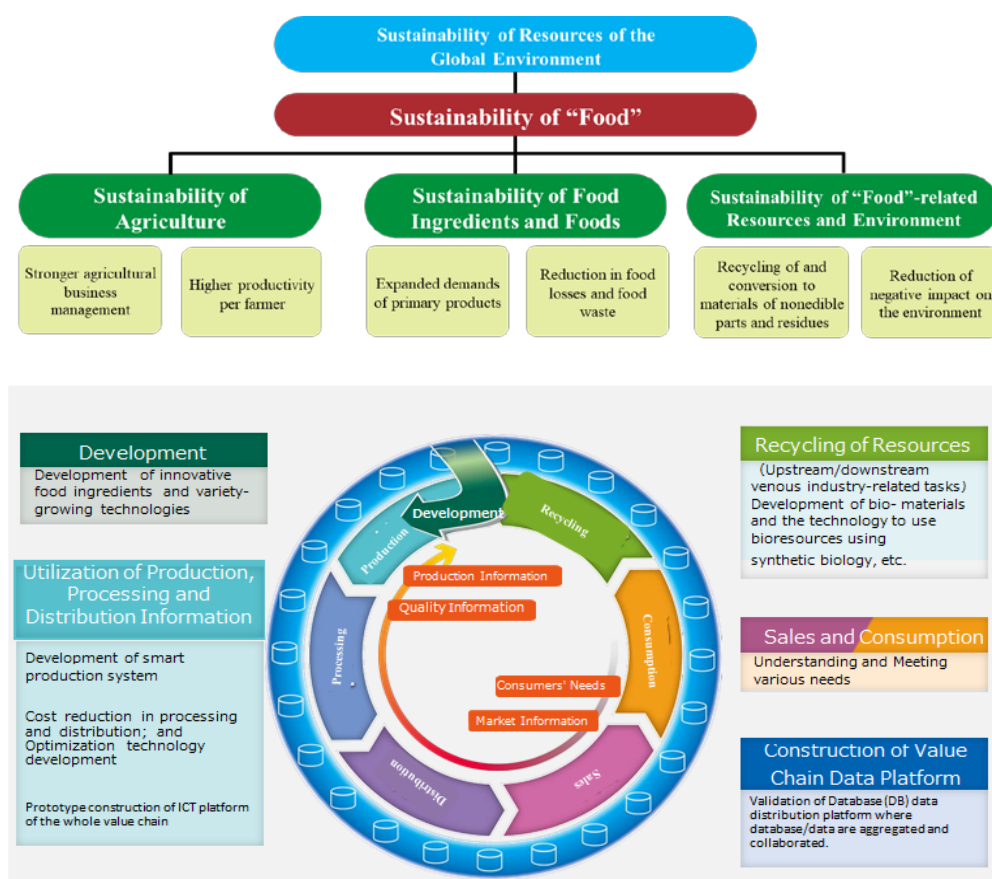 Sustainability of Resources of the
Global Environment
Sustainability of “Food”
Sustainability of
Agriculture
Sustainability of Food
Ingredients and Foods
Sustainability of “Food”-related
Resources and Environment
Stronger agricultural
business
management
Higher productivity
per farmer
Expanded demands
of primary products
Reduction in food
losses and food
waste
Recycling of and
conversion to
materials of nonedible
parts and residues
Reduction of
negative impact on
the environment
Development
Development of innovative
food ingredients and variety-
growing technologies
Utilization of Production,
Processing and
Distribution Information
Development of smart
production system
Cost reduction in processing
and distribution; and
Optimization technology
development
Prototype construction of ICT platform
of the whole value chain
Development
Recycling
Consumption
Sales
Distribution
Processing
Production
Production Information
Quality Information
Consumers' Needs
Market Information
Recycling of Resources
(Upstream/downstream
venous industry-related tasks)
Development of bio- materials
and the technology to use
bioresources using
synthetic biology, etc.
Sales and Consumption
Understanding and Meeting
various needs
Construction of Value
Chain Data Platform
Validation of Database (DB) data
distribution platform where
database/data are aggregated and
collaborated.